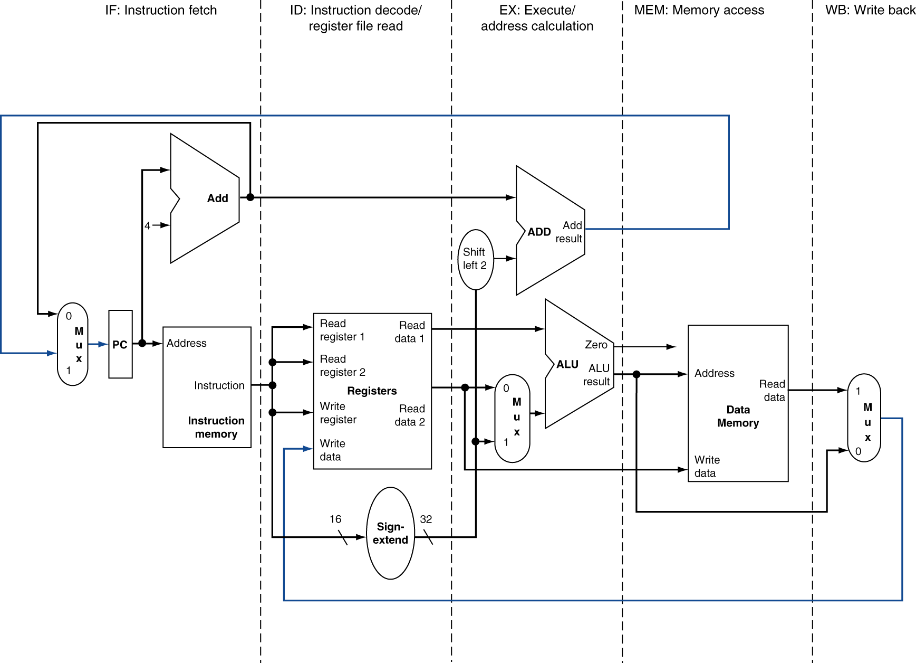 IF: Instruction fetch
ID: Instruction decode/
register file read
EX: Execute/
address calculation
MEM: Memory access
WB: Write back
Add
4
ADD
Add
result
Shift
left 2
0
M
u
x
1
PC
Address
Instruction
Instruction
memory
Read
register 1
Read
register 2
Write
register
Write
data
Registers
Read
data 1
Read
data 2
16
Sign-
extend
32
0
M
u
x
1
Zero
ALU
ALU
result
Address
Read
data
Data
Memory
Write
data
1
M
u
x
0